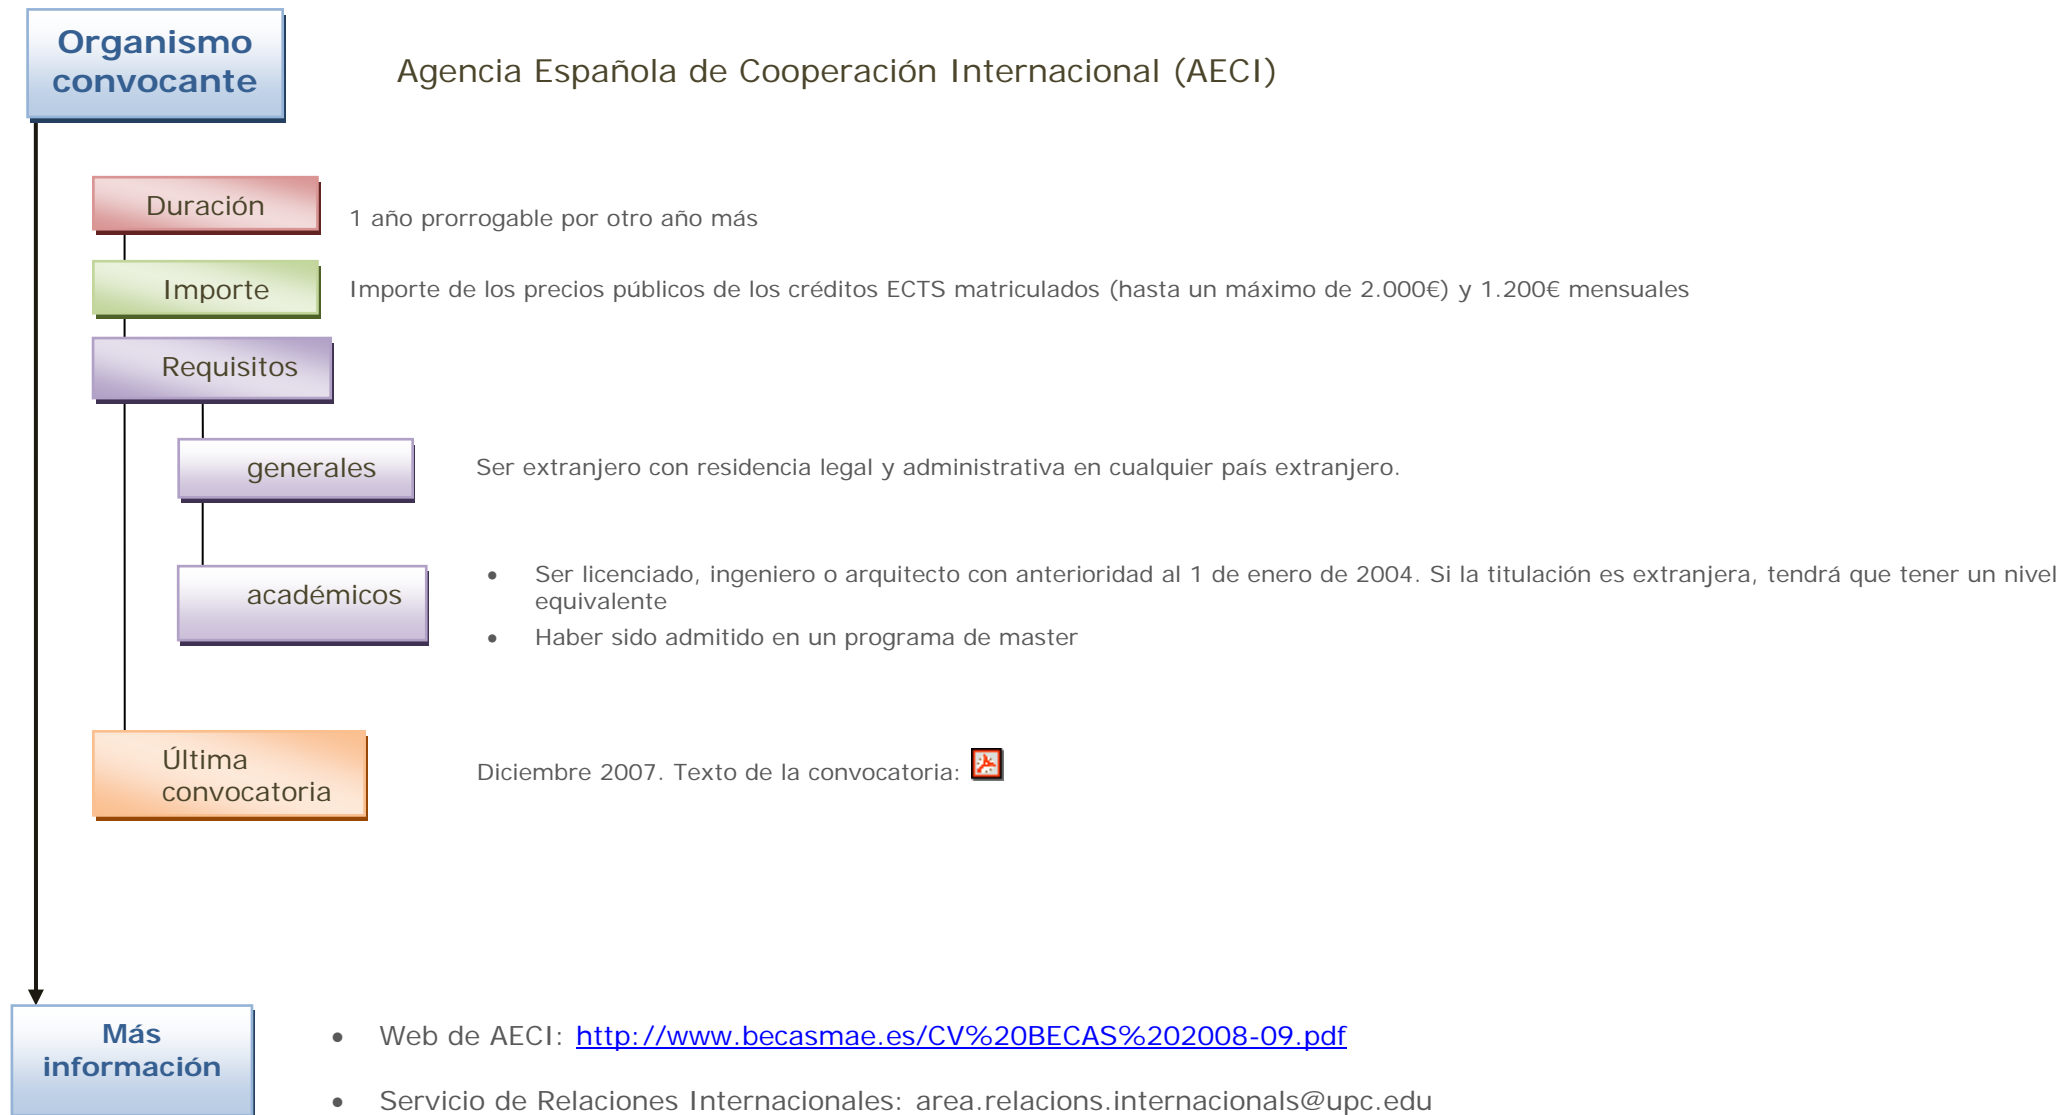 Organismo
convocante
Agencia Española de Cooperación Internacional (AECI)
Duración
1 año prorrogable por otro año más
Importe
Importe de los precios públicos de los créditos ECTS matriculados (hasta un máximo de 2.000€) y 1.200€ mensuales
Requisitos
generales
Ser extranjero con residencia legal y administrativa en cualquier país extranjero.
académicos
• Ser licenciado, ingeniero o arquitecto con anterioridad al 1 de enero de 2004. Si la titulación es extranjera, tendrá que tener un nivel
equivalente
• Haber sido admitido en un programa de master
Última
convocatoria
Diciembre 2007. Texto de la convocatoria:
Más
información
• Web de AECI: http://www.becasmae.es/CV%20BECAS%202008-09.pdf
• Servicio de Relaciones Internacionales: area.relacions.internacionals@upc.edu